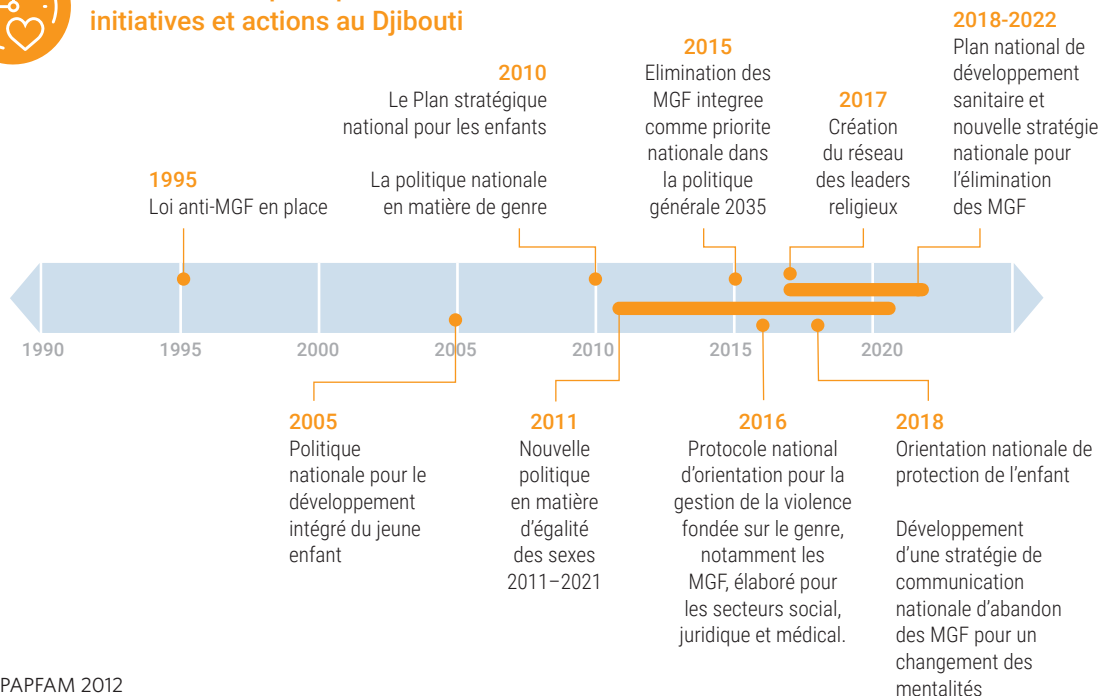 initiatives et actions au Djibouti
1995
Loi anti-MGF en place
2010
Le Plan stratégique
national pour les enfants
La politique nationale
en matière de genre
2015
Elimination des
MGF integree
comme priorite
nationale dans
la politique
générale 2035
2017
Création
du réseau
des leaders
religieux
2018-2022
Plan national de
développement
sanitaire et
nouvelle stratégie
nationale pour
l'élimination
des MGF
1990
1995
2000
2005
2010
2015
2020
2005
Politique
nationale pour le
développement
intégré du jeune
enfant
2011
Nouvelle
politique
en matière
d'égalité
des sexes
2011–2021
2016
Protocole national
d'orientation pour la
gestion de la violence
fondée sur le genre,
notamment les
MGF, élaboré pour
les secteurs social,
juridique et médical.
2018
Orientation nationale de
protection de l'enfant
Développement
d'une stratégie de
communication
nationale d'abandon
des MGF pour un
changement des
mentalités
PAPFAM 2012